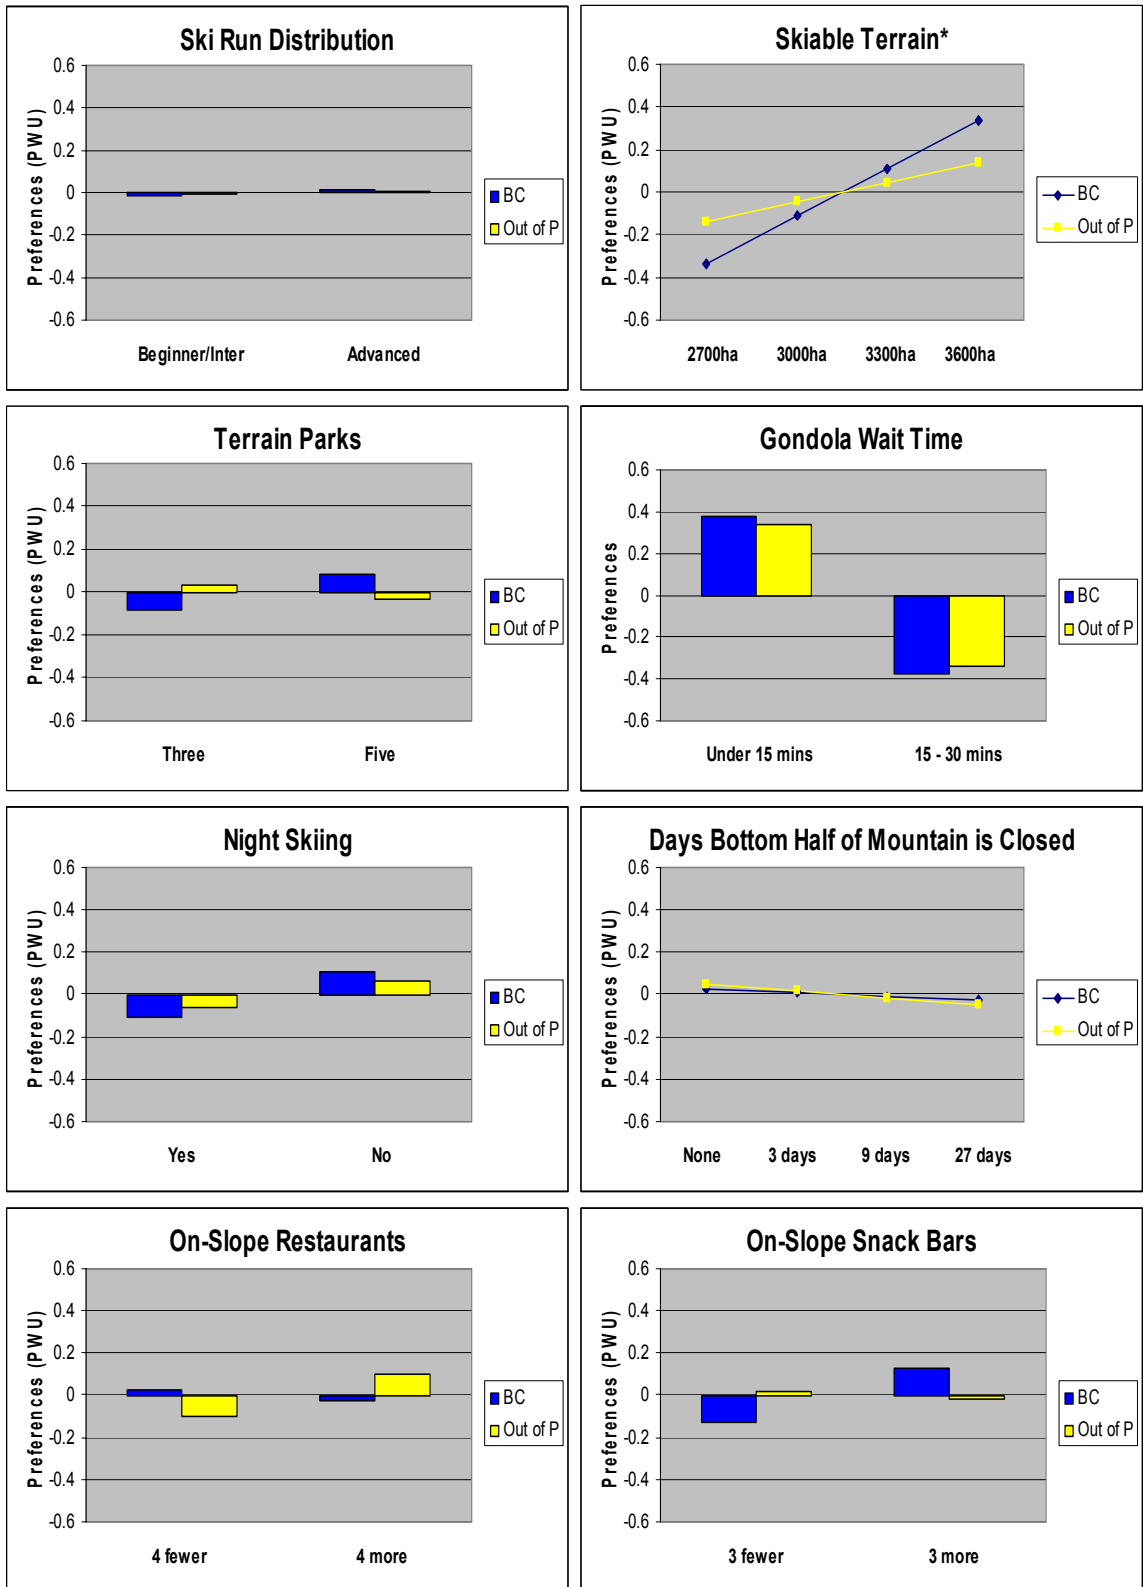 Ski Run Distribution
Preferences (PWU)
0.6
0.4
0.2
0
-0.2
-0.4
-0.6
Beginner/Inter Advanced
BC
Out of P
Skiable Terrain*
Preferences (PWU)
0.6
0.4
0.2
0
-0.2
-0.4
-0.6
2700ha 3000ha 3300ha 3600ha
BC
Out of P
Terrain Parks
Preferences (PWU)
0.6
0.4
0.2
0
-0.2
-0.4
-0.6
Three Five
BC
Out of P
Gondola Wait Time
Preferences
0.6
0.4
0.2
0
-0.2
-0.4
-0.6
Under 15 mins 15 - 30 mins
BC
Out of P
Night Skiing
Preferences (PWU)
0.6
0.4
0.2
0
-0.2
-0.4
-0.6
Yes No
BC
Out of P
Days Bottom Half of Mountain is Closed
Preferences (PWU)
0.6
0.4
0.2
0
-0.2
-0.4
-0.6
None 3 days 9 days 27 days
BC
Out of P
On-Slope Restaurants
Preferences (PWU)
0.6
0.4
0.2
0
-0.2
-0.4
-0.6
4 fewer 4 more
BC
Out of P
On-Slope Snack Bars
Preferences (PWU)
0.6
0.4
0.2
0
-0.2
-0.4
-0.6
3 fewer 3 more
BC
Out of P